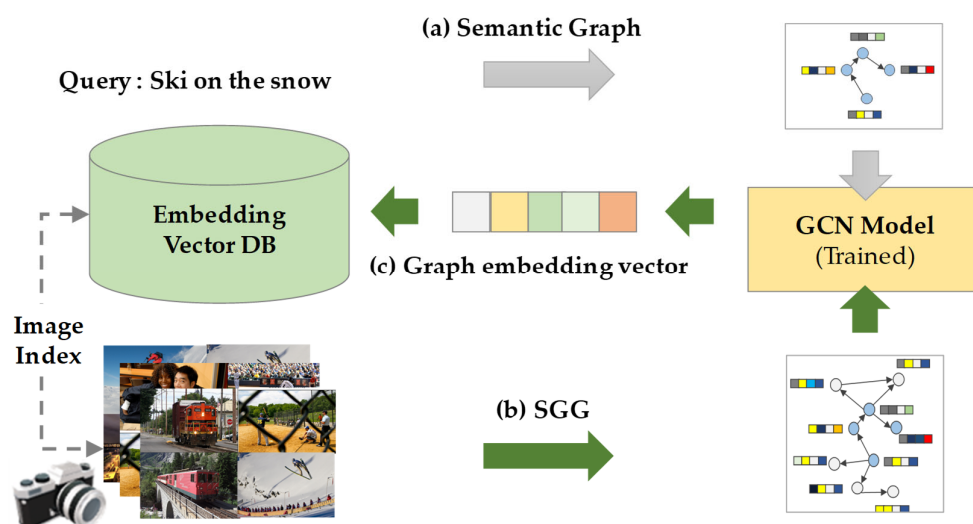 (a) Semantic Graph
Query : Ski on the snow
Embedding
Vector DB
GCN Model
(Trained)
(c) Graph embedding vector
Image
Index
(b) SGG